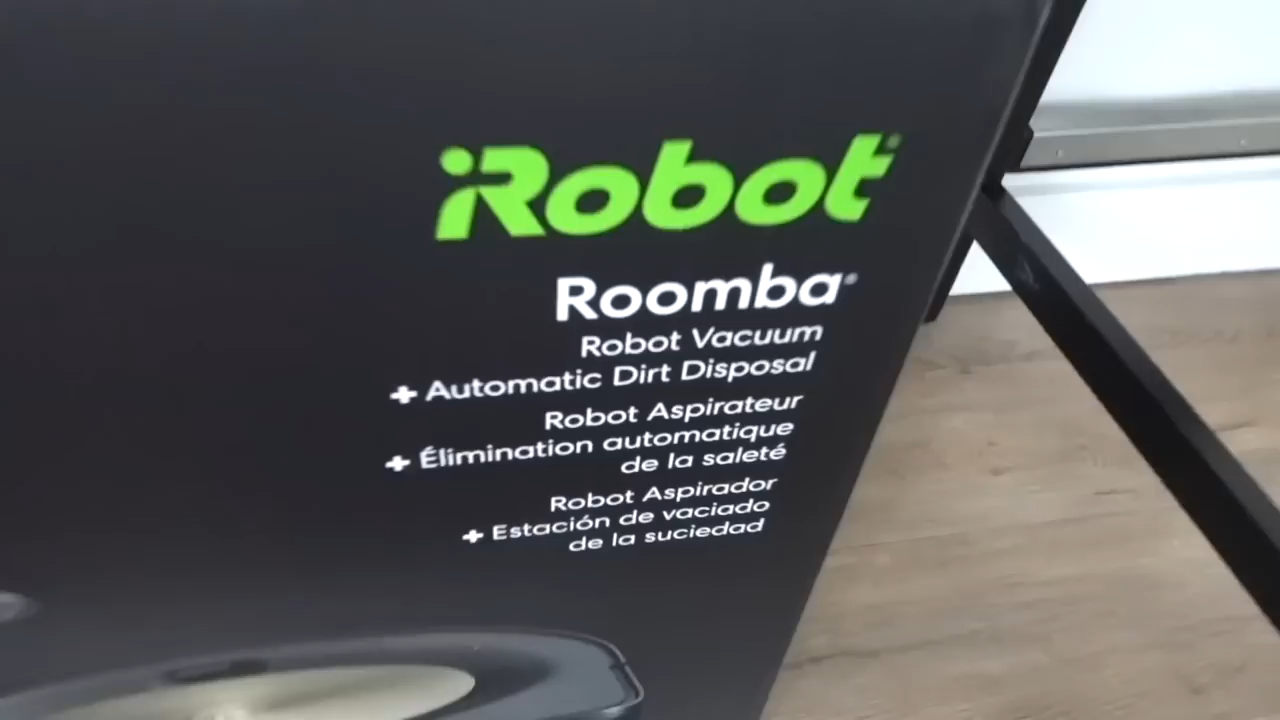 iRobot®
Roomba®
Robot Vacuum
+ Automatic Dirt Disposal
Robot Aspirateur
+ Élimination automatique
de la saleté
Robot Aspirador
+ Estación de vaciado
de la suciedad